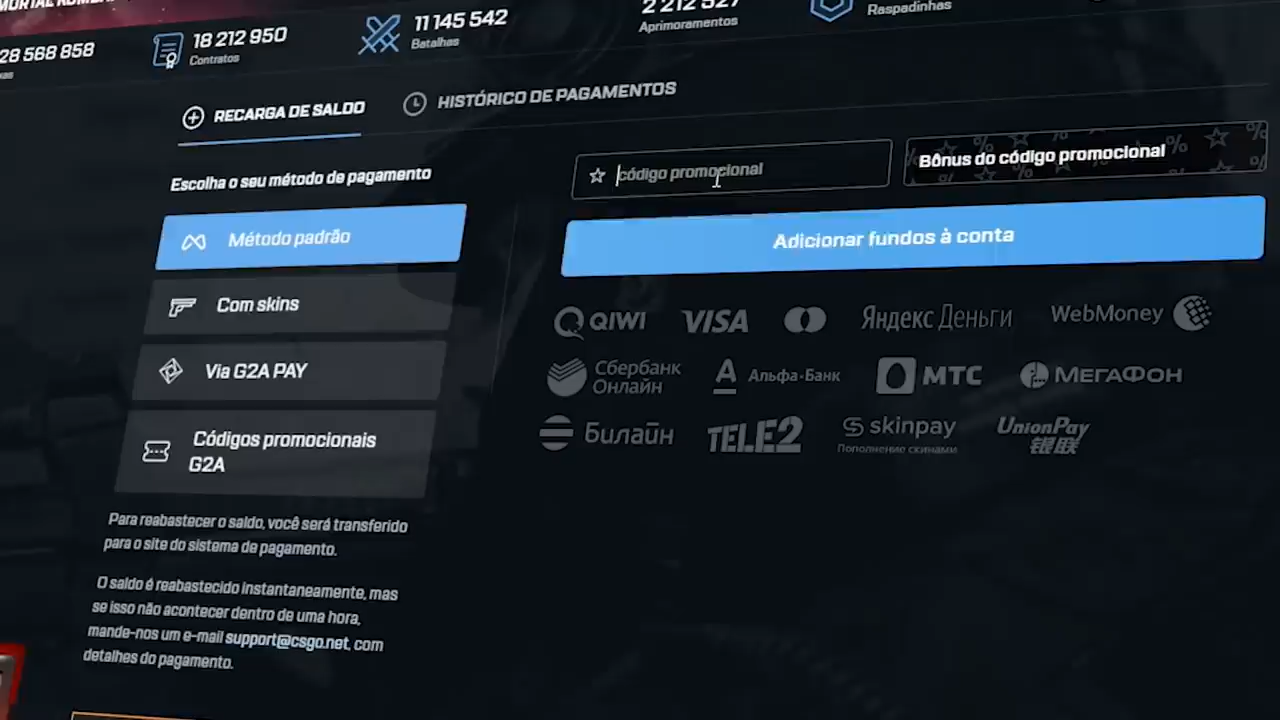 28 568 858
18 212 950
Contratos
11 145 542
Batalhas
2 212 527
Aprimoramentos
Raspadinhas
RECARGA DE SALDO
HISTÓRICO DE PAGAMENTOS
Escolha o seu método de pagamento
código promocional
Bônus do código promocional
Método padrão
Adicionar fundos à conta
Com skins
QIWI
VISA
Яндекс Деньги
WebMoney
Via G2A PAY
Сбербанк
Онлайн
Альфа-Банк
МТС
МЕГАФОН
Códigos promocionais
G2A
Билайн
TELE2
skinpay
Пополнение скинами
UnionPay
银联
Para reabastecer o saldo, você será transferido
para o site do sistema de pagamento.
O saldo é reabastecido instantaneamente, mas
se isso não acontecer dentro de uma hora,
mande-nos um e-mail support@csgo.net, com
detalhes do pagamento.